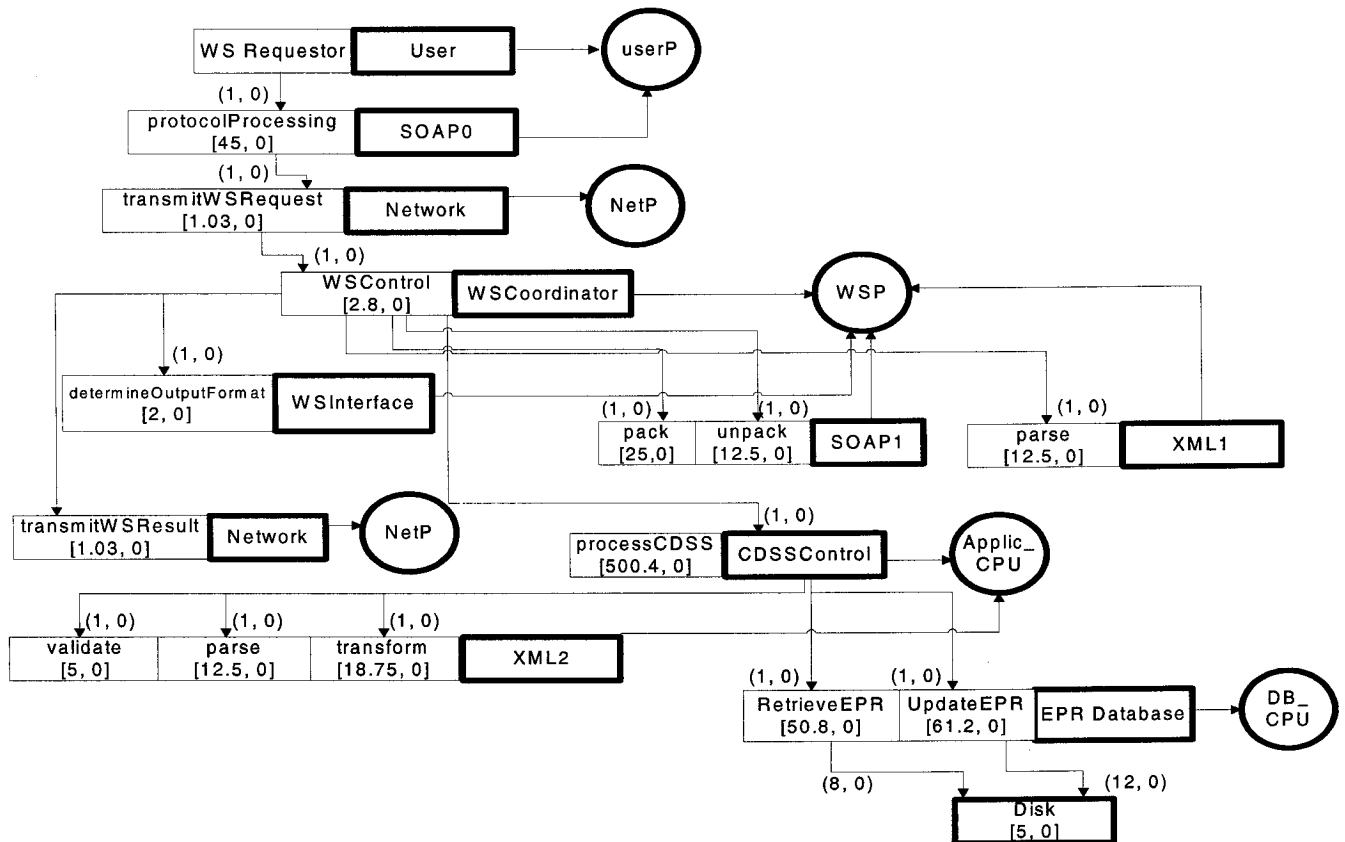 WS Requestor
User
userP
(1, 0)
protocolProcessing
[45, 0]
SOAP0
(1, 0)
transmitWSRequest
[1.03, 0]
Network
NetP
(1, 0)
WSControl
[2.8, 0]
WSCoordinator
WSP
(1, 0)
determineOutputFormat
[2, 0]
WSInterface
(1, 0)
(1, 0)
pack
[25,0]
unpack
[12.5, 0]
SOAP1
(1, 0)
parse
[12.5, 0]
XML1
transmitWSResult
[1.03, 0]
Network
NetP
(1, 0)
processCDSS
[500.4, 0]
CDSSControl
Applic_
CPU
(1, 0)
(1, 0)
(1, 0)
validate
[5, 0]
parse
[12.5, 0]
transform
[18.75, 0]
XML2
(1, 0)
(1, 0)
RetrieveEPR
[50.8, 0]
UpdateEPR
[61.2, 0]
EPR Database
DB_
CPU
(8, 0)
(12, 0)
Disk
[5, 0]